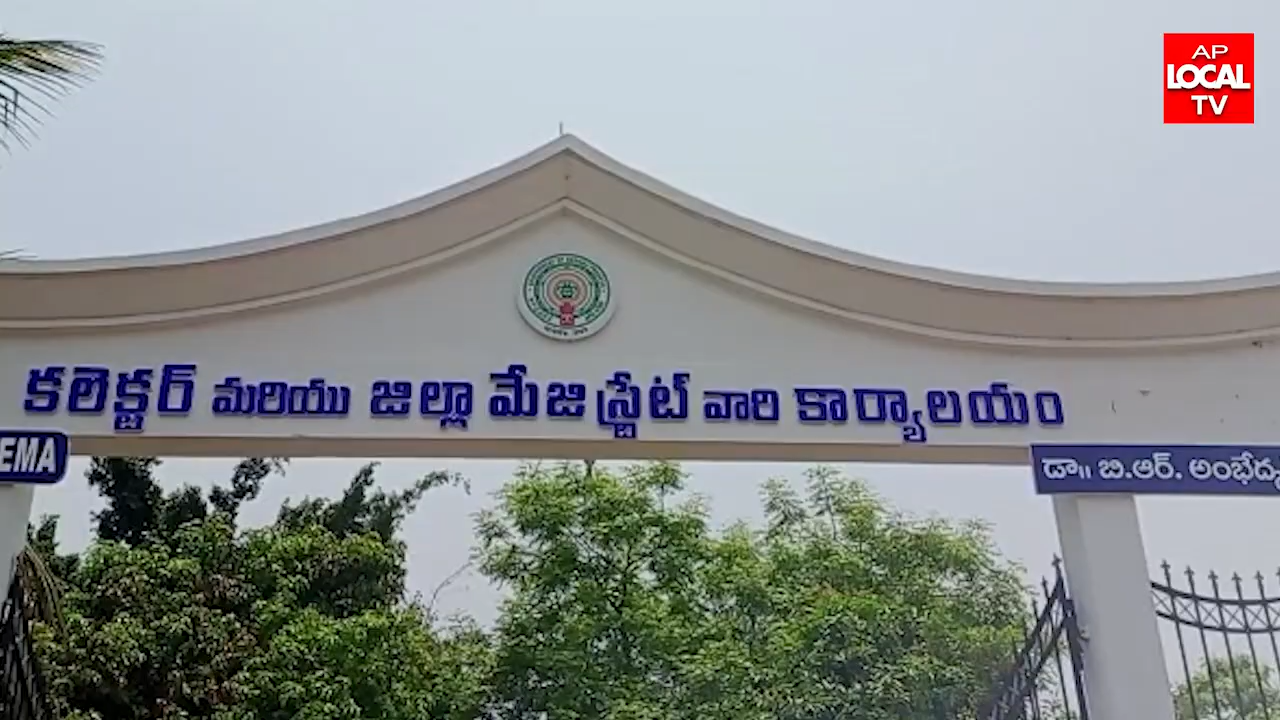 AP
LOCAL
TV
కలెక్టర్ మరియు జిల్లా మేజిస్ట్రేట్ వారి కార్యాలయం
EMA
డా॥ బి.ఆర్. అంబేద్క